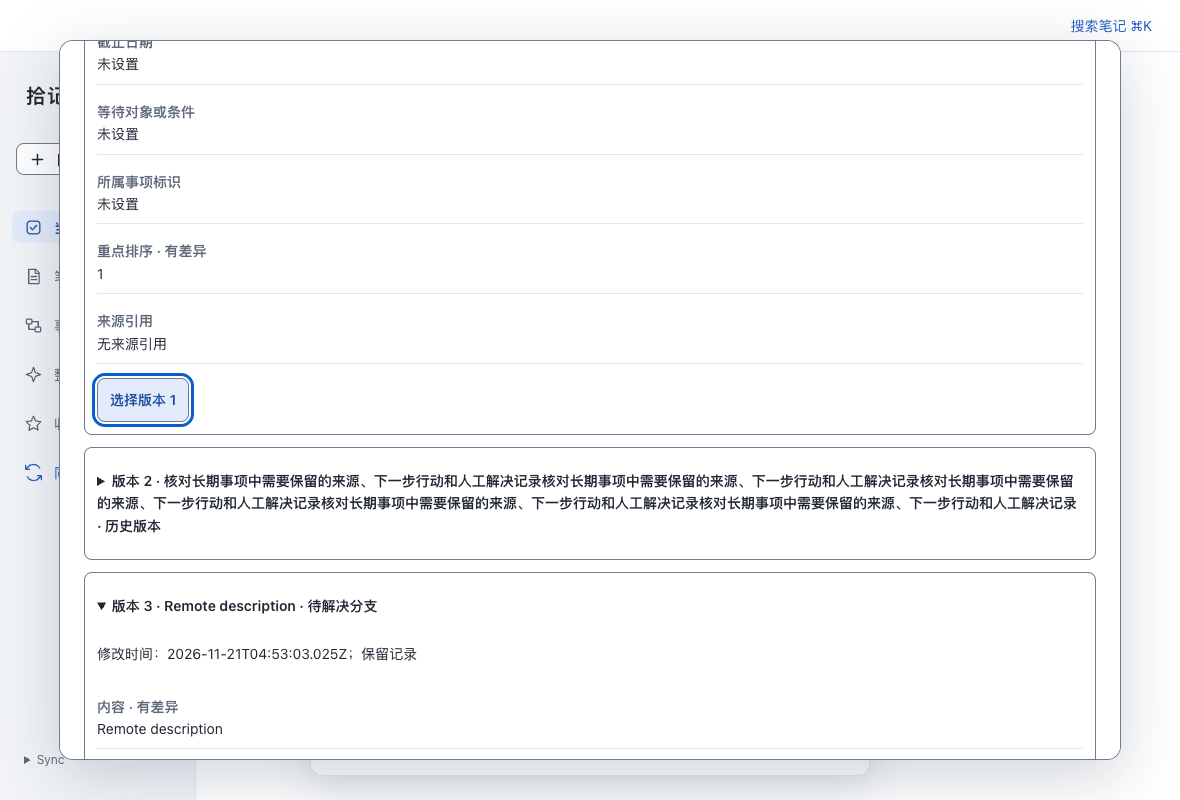 搜索笔记 ⌘K
截止日期
未设置
拾记
等待对象或条件
未设置
所属事项标识
未设置
重点排序 · 有差异
1
来源引用
无来源引用
选择版本 1
版本 2 · 核对长期事项中需要保留的来源、下一步行动和人工解决记录核对长期事项中需要保留的来源、下一步行动和人工解决记录核对长期事项中需要保留
的来源、下一步行动和人工解决记录核对长期事项中需要保留的来源、下一步行动和人工解决记录核对长期事项中需要保留的来源、下一步行动和人工解决记录
· 历史版本
版本 3 · Remote description · 待解决分支
修改时间：2026-11-21T04:53:03.025Z；保留记录
内容 · 有差异
Remote description
Sync